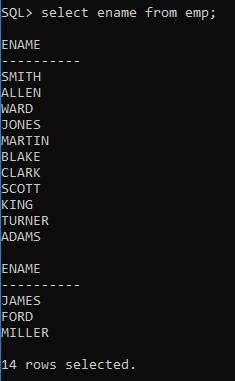 SQL> select ename from emp;
ENAME
----------
SMITH
ALLEN
WARD
JONES
MARTIN
BLAKE
CLARK
SCOTT
KING
TURNER
ADAMS
ENAME
----------
JAMES
FORD
MILLER
14 rows selected.